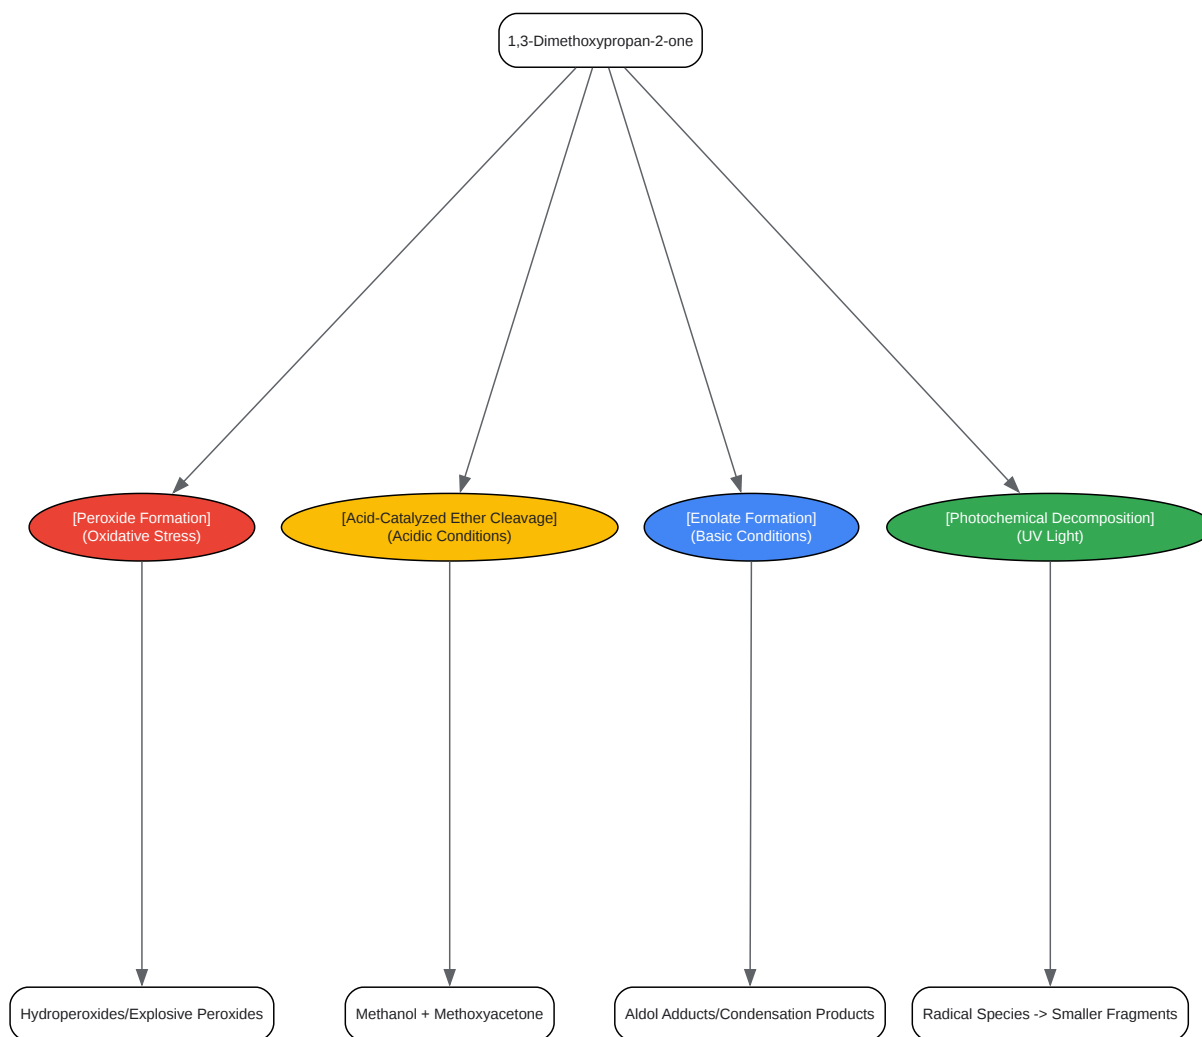 1,3-Dimethoxypropan-2-one
[Peroxide Formation]
(Oxidative Stress)
[Acid-Catalyzed Ether Cleavage]
(Acidic Conditions)
[Enolate Formation]
(Basic Conditions)
[Photochemical Decomposition]
(UV Light)
Hydroperoxides/Explosive Peroxides
Methanol + Methoxyacetone
Aldol Adducts/Condensation Products
Radical Species -> Smaller Fragments